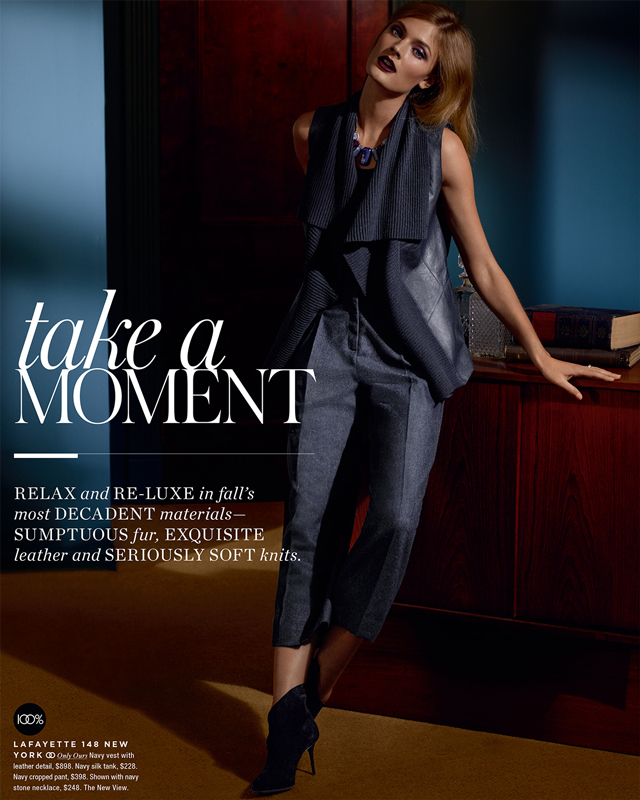 take a
MOMENT
RELAX and RE-LUXE in fall's
most DECADENT materials—
SUMPTUOUS fur, EXQUISITE
leather and SERIOUSLY SOFT knits.
100%
LAFAYETTE 148 NEW
YORK Only Ours Navy vest with
leather detail, $898. Navy silk tank, $228.
Navy cropped pant, $398. Shown with navy
stone necklace, $248. The New View.